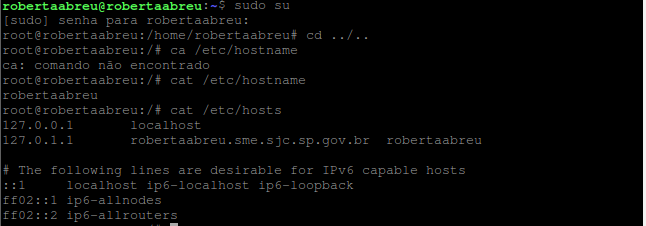 robertaabreu@robertaabreu:~$ sudo su
[sudo] senha para robertaabreu:
root@robertaabreu:/home/robertaabreu# cd ../..
root@robertaabreu:/# ca /etc/hostname
ca: comando não encontrado
root@robertaabreu:/# cat /etc/hostname
robertaabreu
root@robertaabreu:/# cat /etc/hosts
127.0.0.1       localhost
127.0.1.1       robertaabreu.sme.sjc.sp.gov.br  robertaabreu
# The following lines are desirable for IPv6 capable hosts
::1     localhost ip6-localhost ip6-loopback
ff02::1 ip6-allnodes
ff02::2 ip6-allrouters